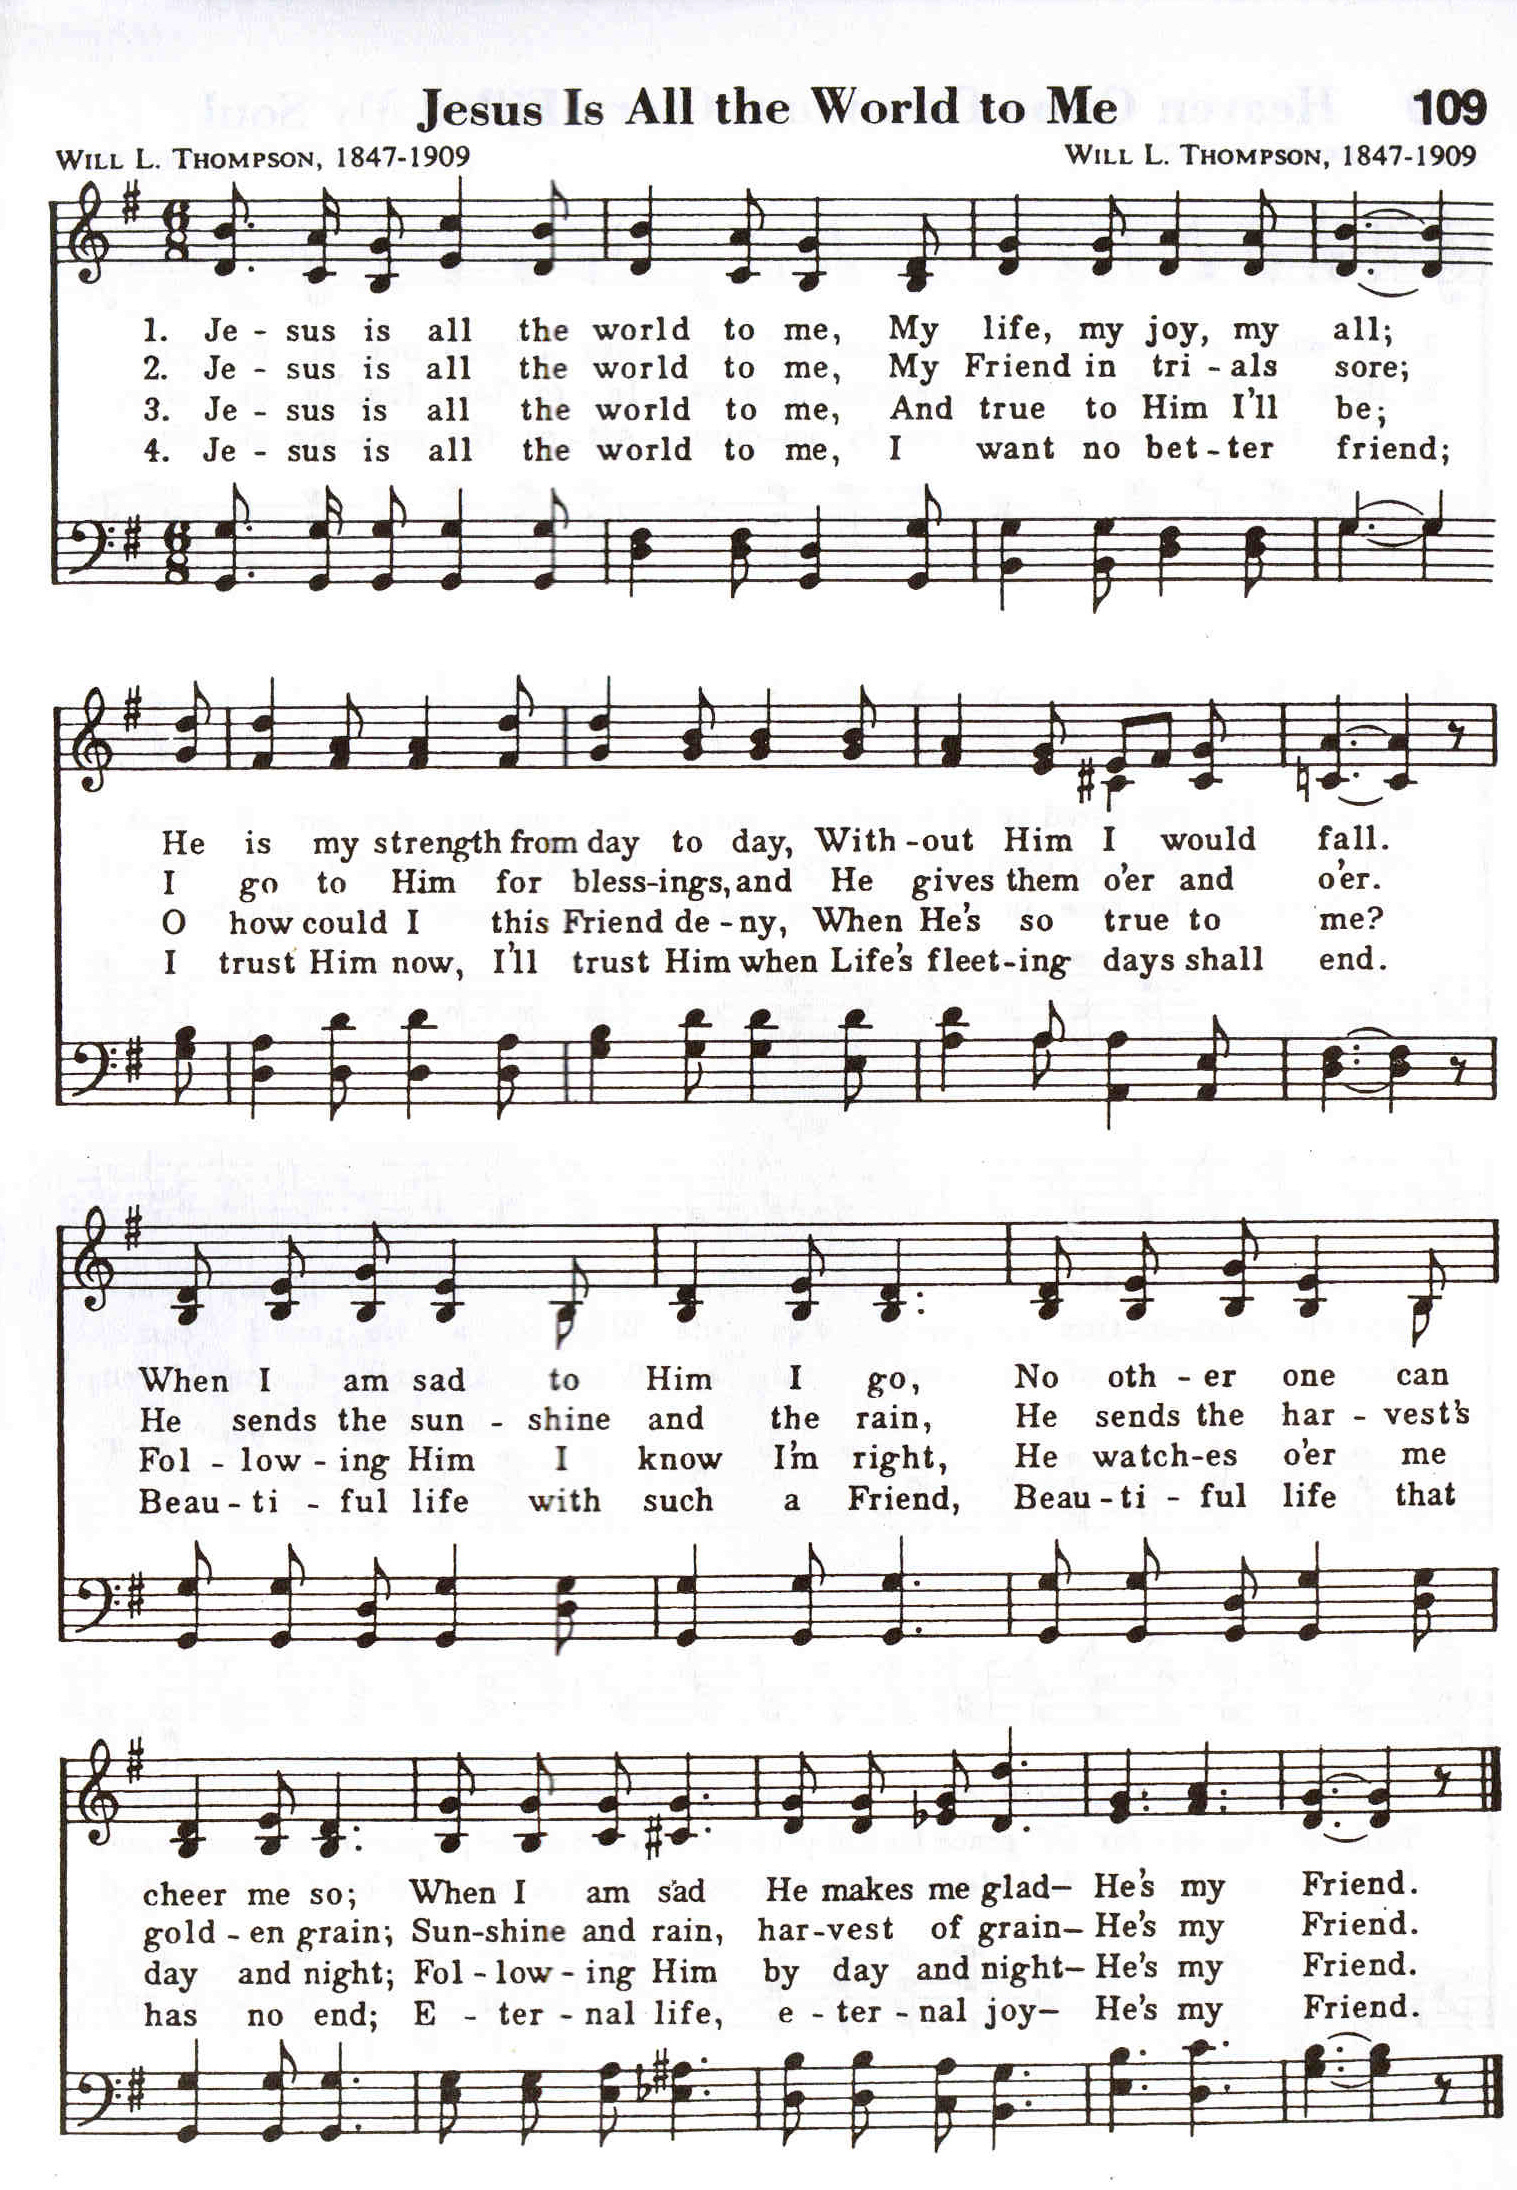 Jesus Is All the World to Me 109
WILL L. THOMPSON, 1847-1909 WILL L. THOMPSON, 1847-1909
1. Je - sus is all the world to me, My life, my joy, my all;
2. Je - sus is all the world to me, My Friend in tri - als sore;
3. Je - sus is all the world to me, And true to Him I'll be;
4. Je - sus is all the world to me, I want no bet - ter friend;
He is my strength from day to day, With - out Him I would fall.
I go to Him for bless-ings, and He gives them o'er and o'er.
O how could I this Friend de - ny, When He's so true to me?
I trust Him now, I'll trust Him when Life's fleet-ing days shall end.
When I am sad to Him I go, No oth - er one can
He sends the sun - shine and the rain, He sends the har - vest's
Fol - low - ing Him I know I'm right, He watch-es o'er me
Beau - ti - ful life with such a Friend, Beau - ti - ful life that
cheer me so; When I am sad He makes me glad— He's my Friend.
gold - en grain; Sun-shine and rain, har-vest of grain— He's my Friend.
day and night; Fol - low - ing Him by day and night— He's my Friend.
has no end; E - ter - nal life, e - ter - nal joy— He's my Friend.